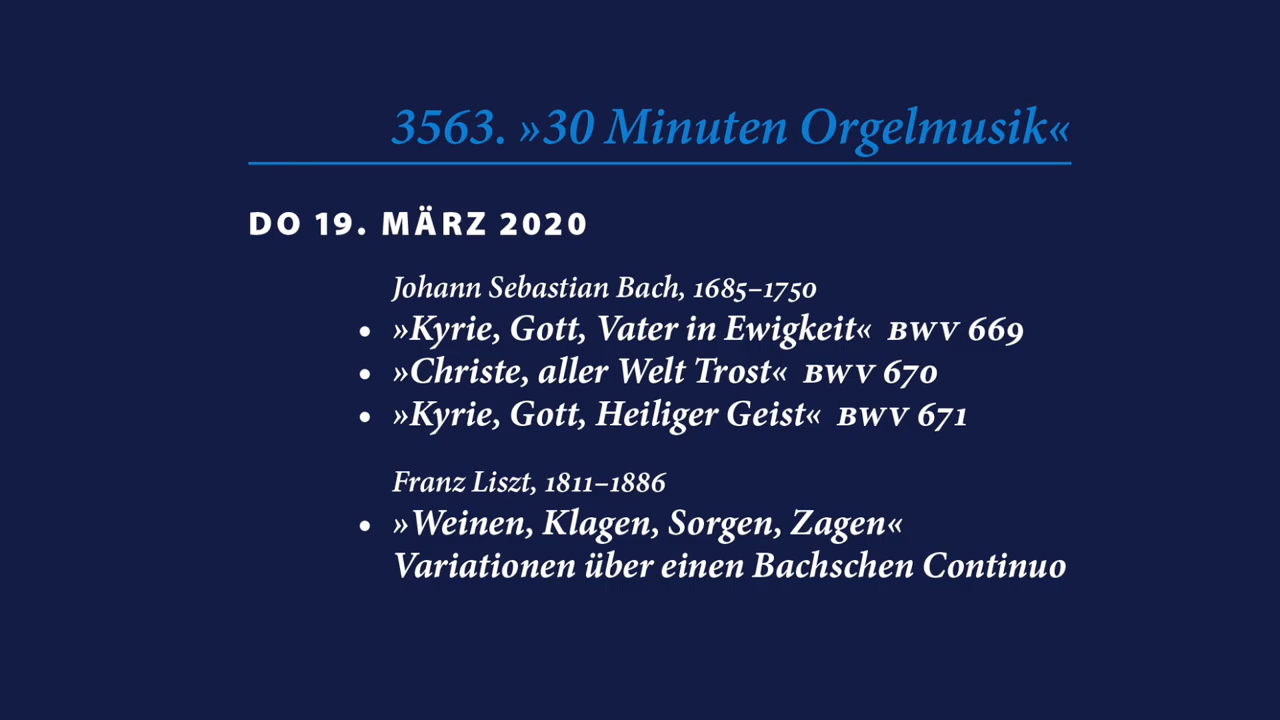 3563. »30 Minuten Orgelmusik«
DO 19. MÄRZ 2020
Johann Sebastian Bach, 1685–1750
• »Kyrie, Gott, Vater in Ewigkeit« BWV 669
• »Christe, aller Welt Trost« BWV 670
• »Kyrie, Gott, Heiliger Geist« BWV 671
Franz Liszt, 1811–1886
• »Weinen, Klagen, Sorgen, Zagen«
Variationen über einen Bachschen Continuo